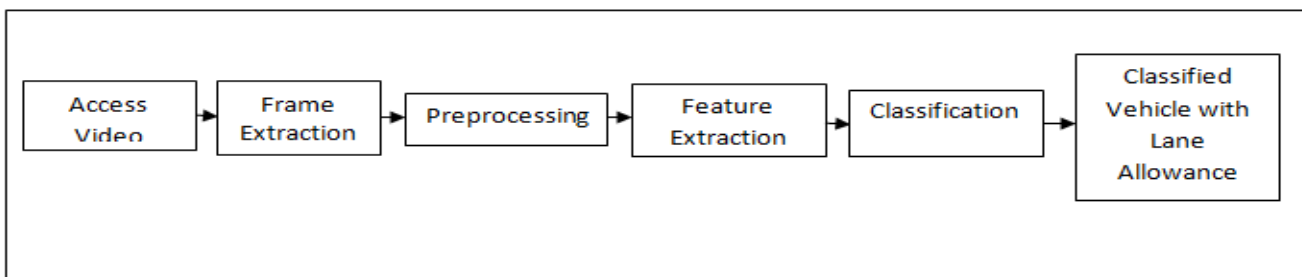 Access
Video
Frame
Extraction
Preprocessing
Feature
Extraction
Classification
Classified
Vehicle with
Lane
Allowance